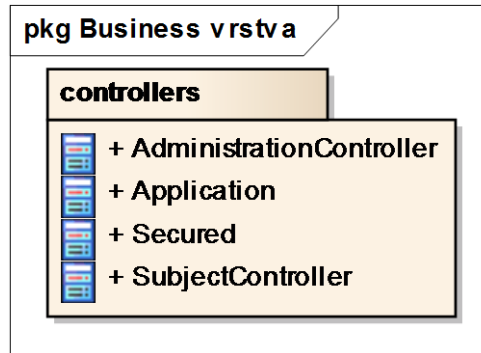 pkg Business vrstva
controllers
+ AdministrationController
+ Application
+ Secured
+ SubjectController